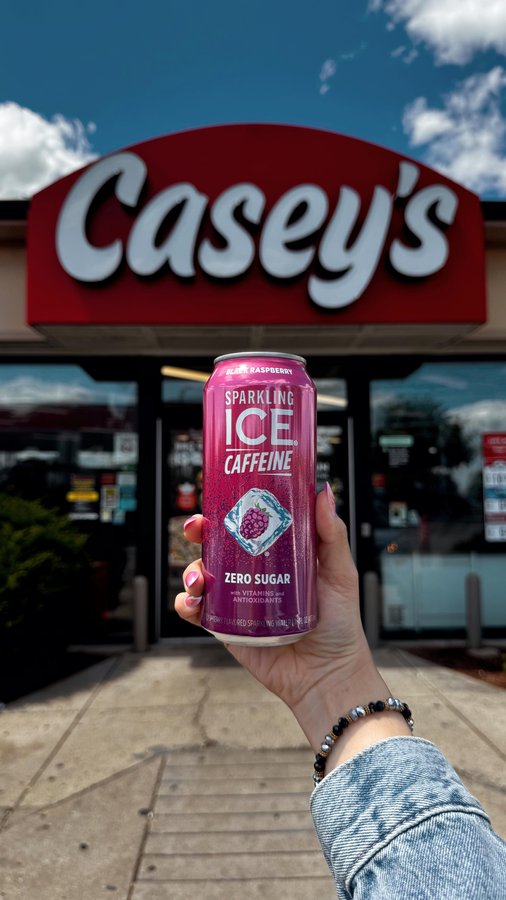 Casey's
BLACK RASPBERRY
SPARKLING
ICE
CAFFEINE
ZERO SUGAR
with VITAMINS and
ANTIOXIDANTS